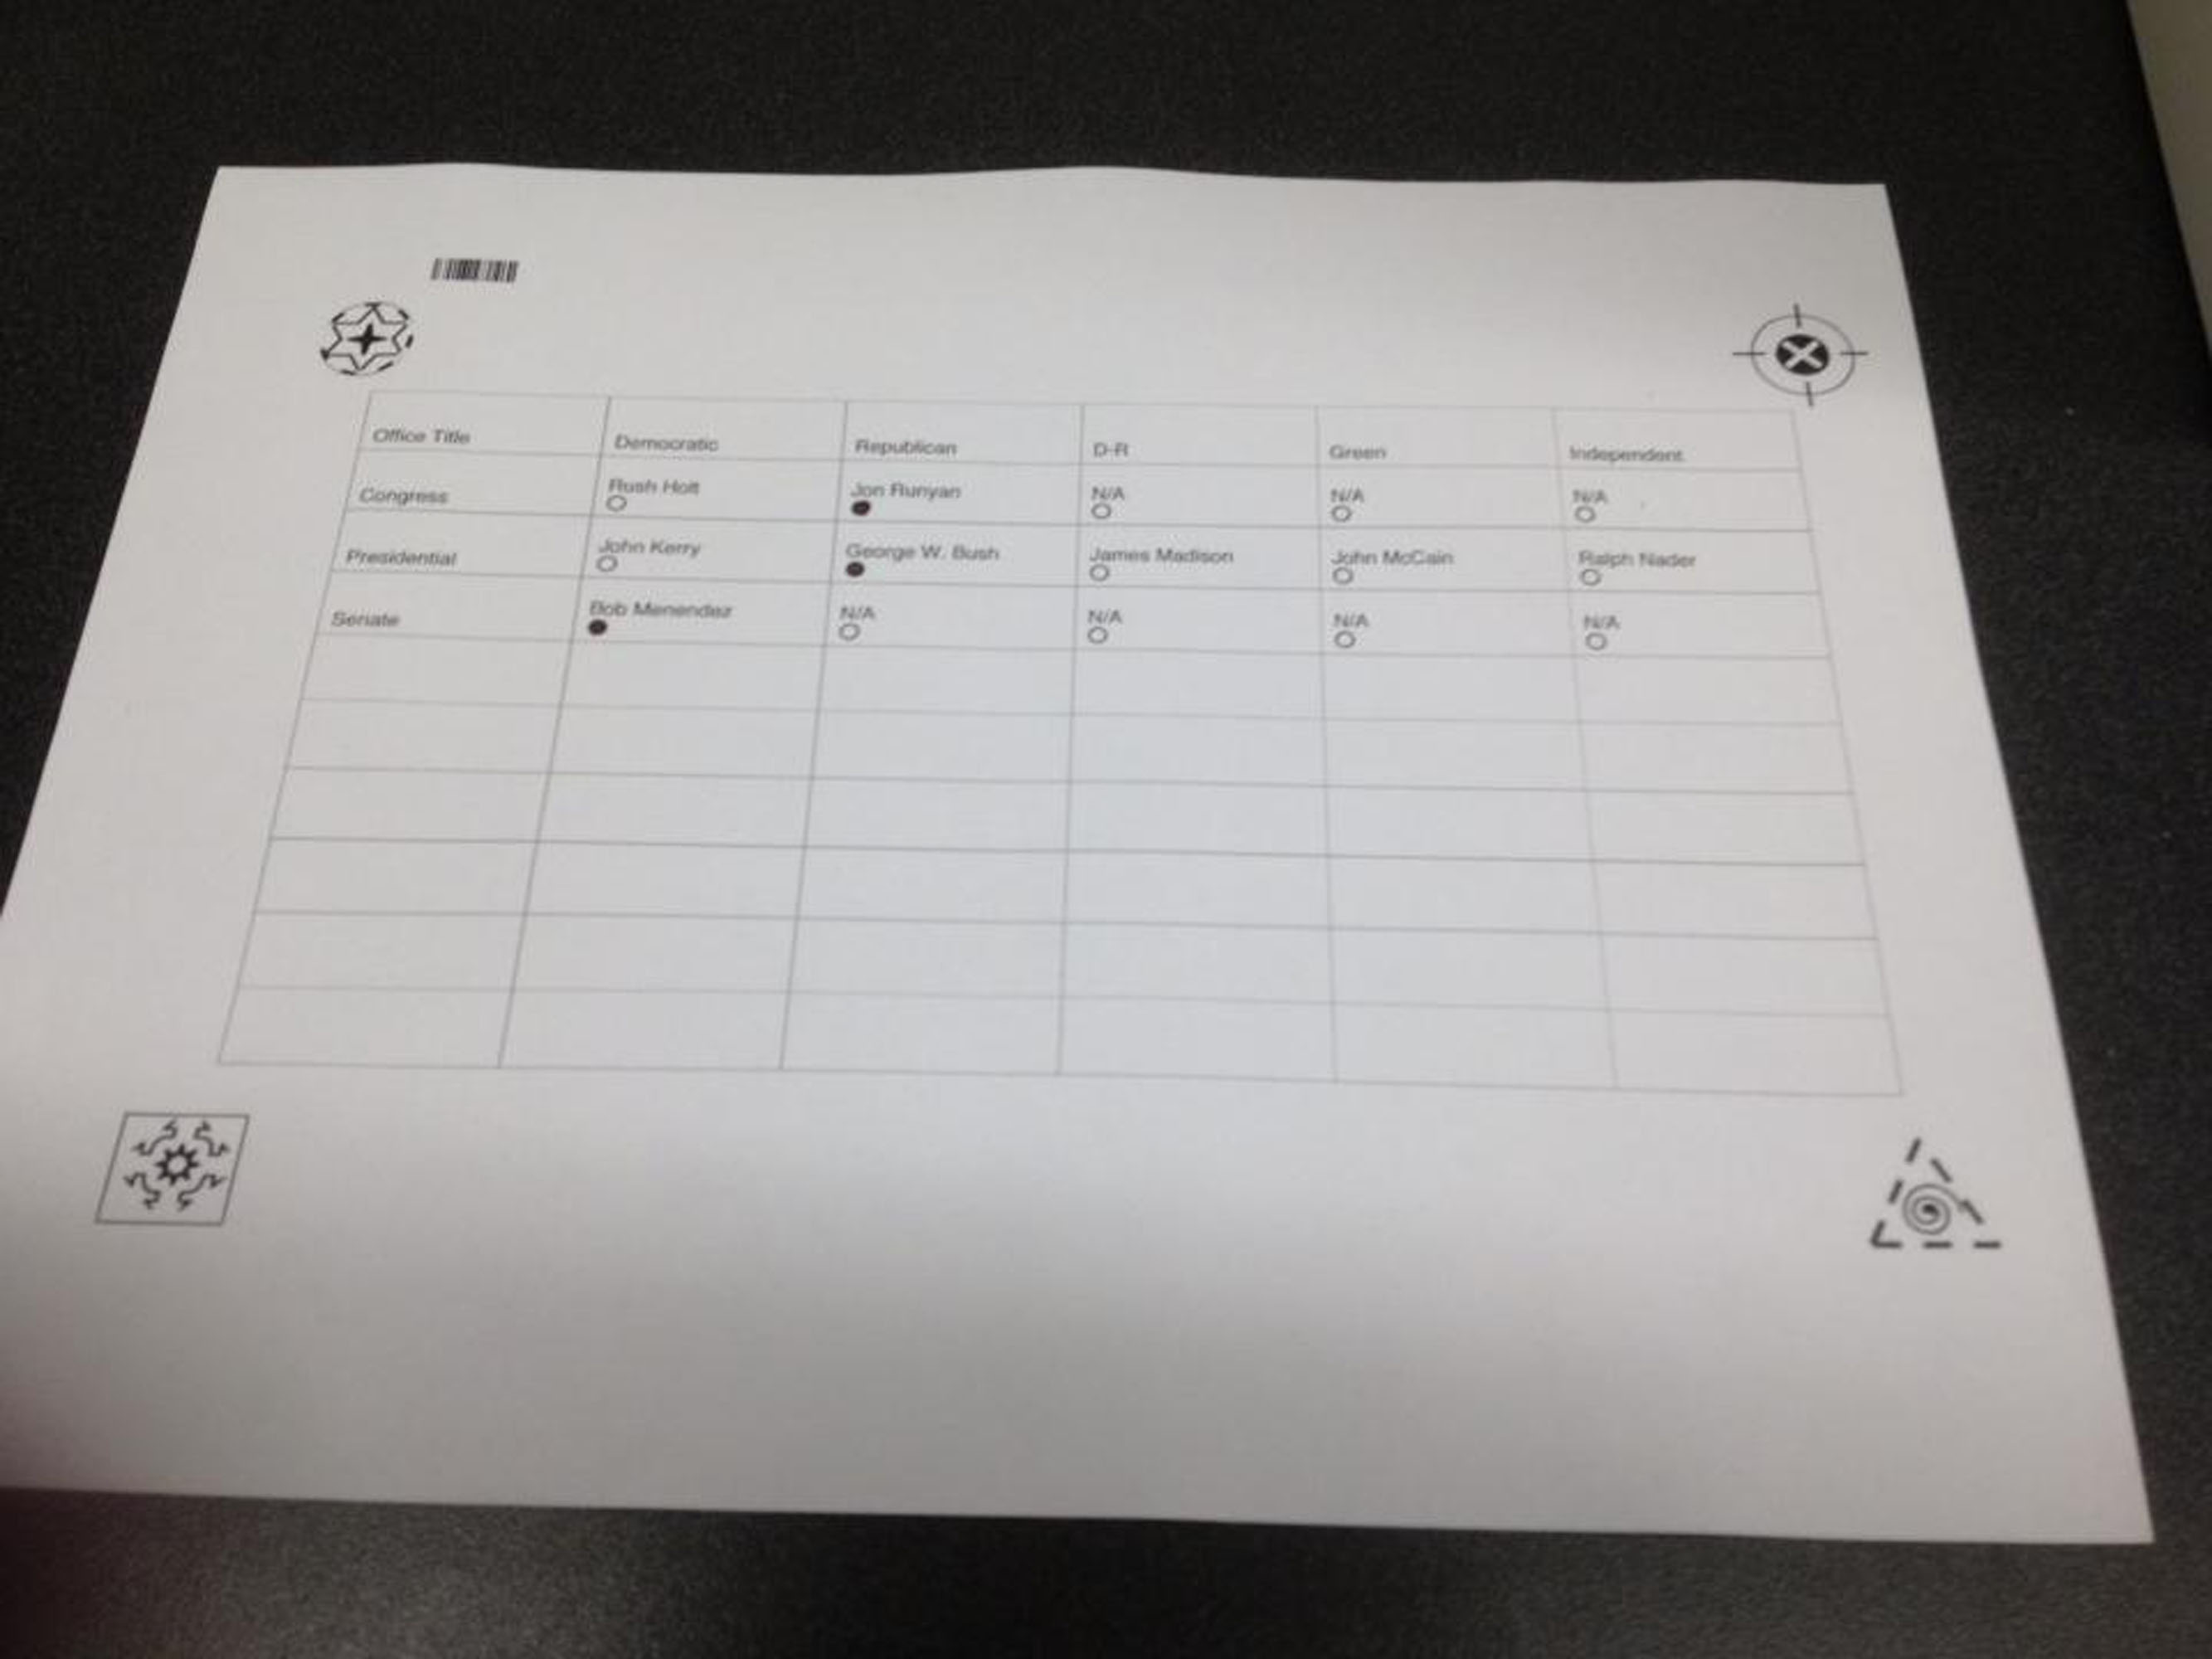 Office Title Democratic Republican D-R Green Independent
Congress Rush Holt Jon Runyan N/A N/A N/A
Presidential John Kerry George W. Bush James Madison John McCain Ralph Nader
Senate Bob Menendez N/A N/A N/A N/A